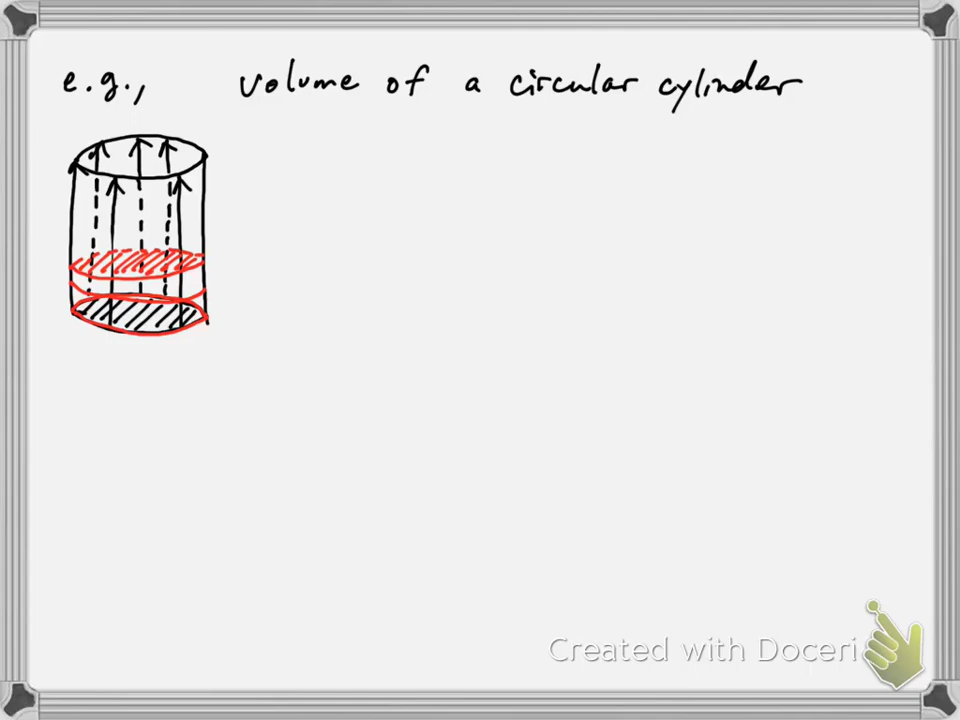 e.g., volume of a circular cylinder
Created with Doceri